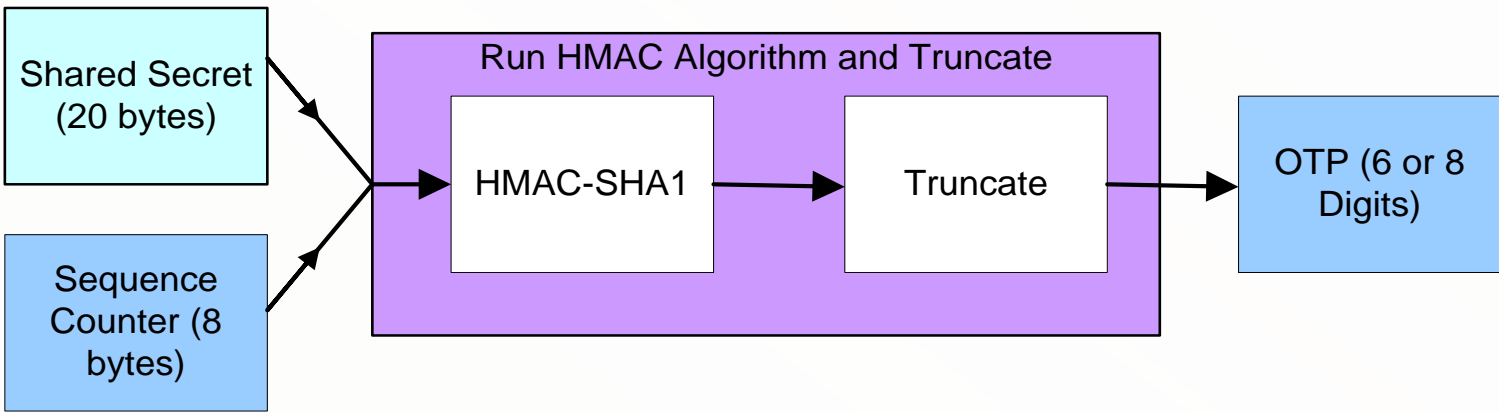 Shared Secret
(20 bytes)
Sequence
Counter (8
bytes)
Run HMAC Algorithm and Truncate
HMAC-SHA1
Truncate
OTP (6 or 8
Digits)